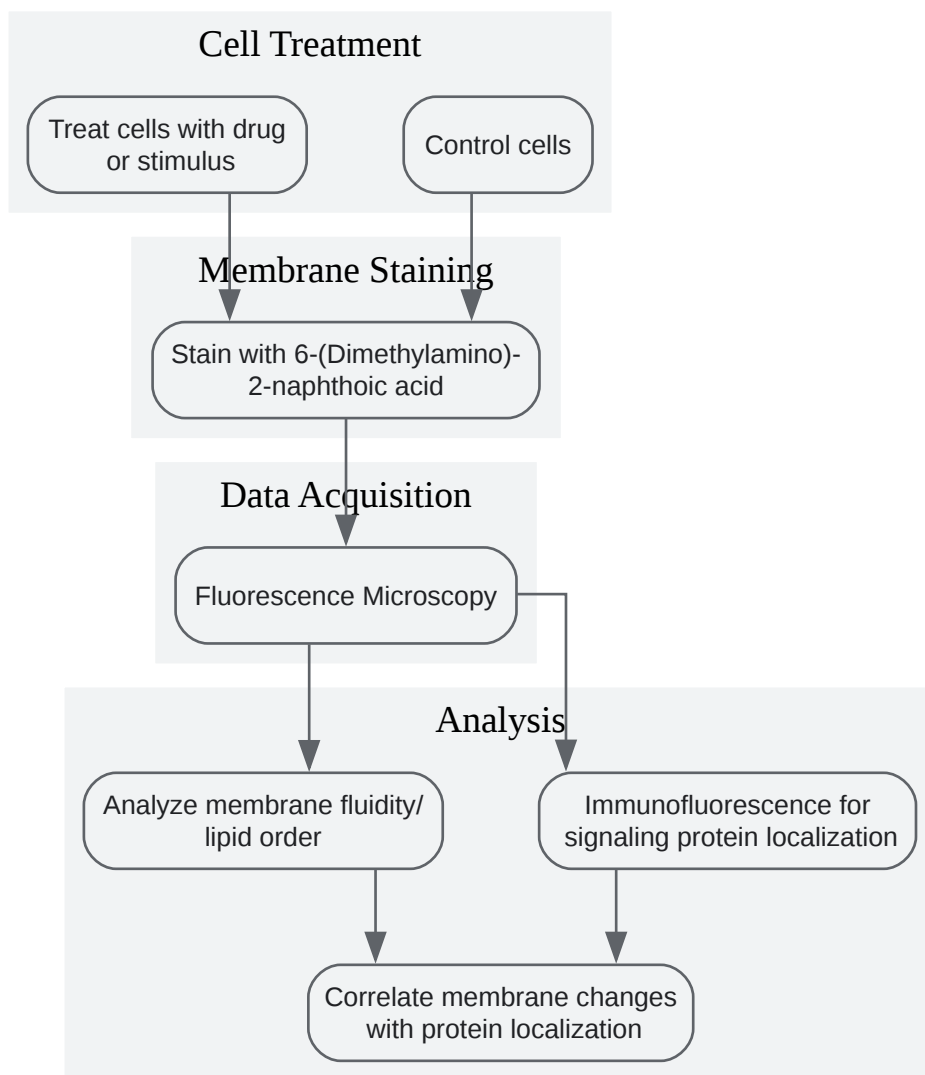 Cell Treatment
Treat cells with drug
or stimulus
Control cells
Membrane Staining
Stain with 6-(Dimethylamino)-
2-naphthoic acid
Data Acquisition
Fluorescence Microscopy
Analysis
Analyze membrane fluidity/
lipid order
Immunofluorescence for
signaling protein localization
Correlate membrane changes
with protein localization